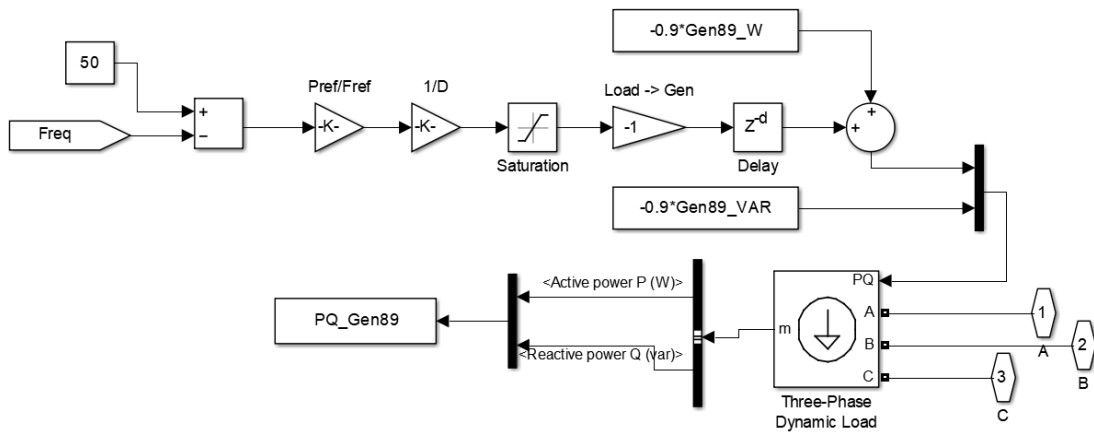 -0.9*Gen89_W
50
Pref/Fref
1/D
Load -> Gen
+
-
Freq
-K-
-K-
-1
Z-d
+
+
Saturation
Delay
-0.9*Gen89_VAR
<Active power P (W)>
PQ
PQ_Gen89
m
A
1
A
B
2
B
<Reactive power Q (var)>
C
3
C
Three-Phase
Dynamic Load